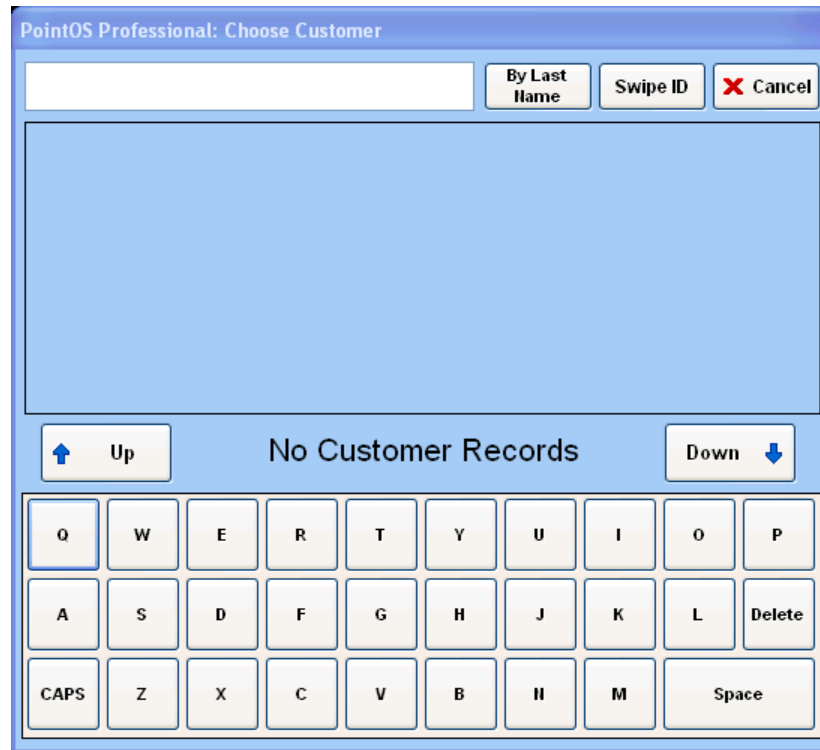 PointOS Professional: Choose Customer
By Last
Name
Swipe ID
Cancel
Up
No Customer Records
Down
Q W E R T Y U I O P
A S D F G H J K L Delete
CAPS Z X C V B N M Space